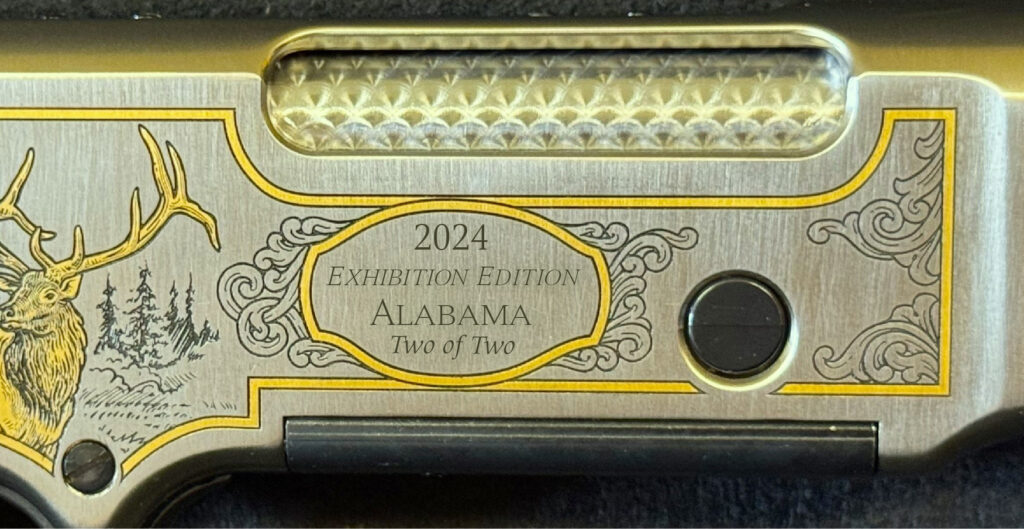 2024
EXHIBITION EDITION
ALABAMA
Two of Two